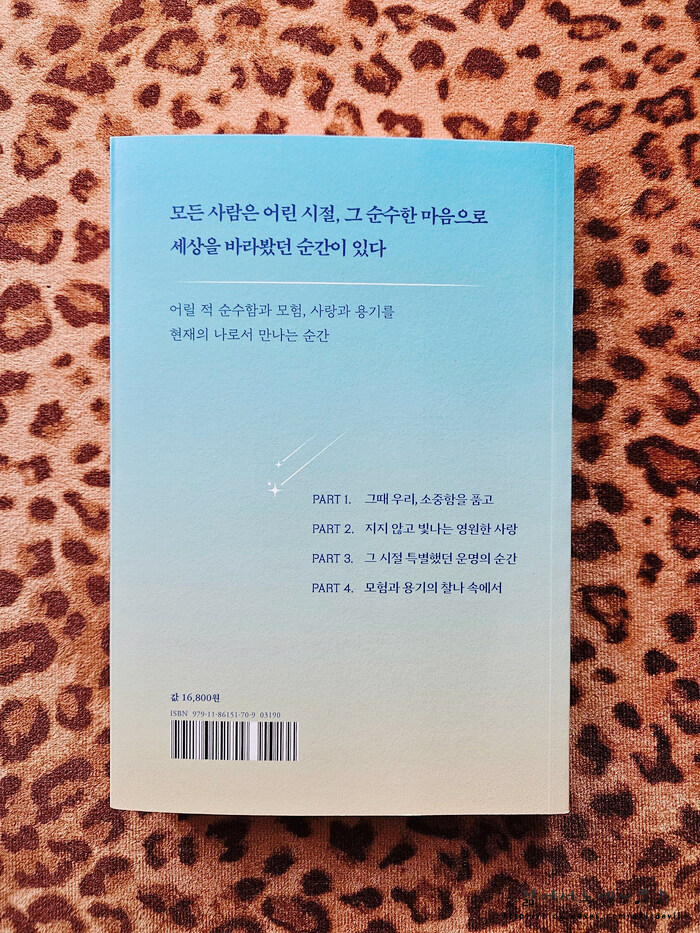 모든 사람은 어린 시절, 그 순수한 마음으로
세상을 바라봤던 순간이 있다
어릴 적 순수함과 모험, 사랑과 용기를
현재의 나로서 만나는 순간
PART 1. 그때 우리, 소중함을 품고
PART 2. 지지 않고 빛나는 영원한 사랑
PART 3. 그 시절 특별했던 운명의 순간
PART 4. 모험과 용기의 찰나 속에서
값 16,800원
ISBN 979-11-86151-70-9 03190